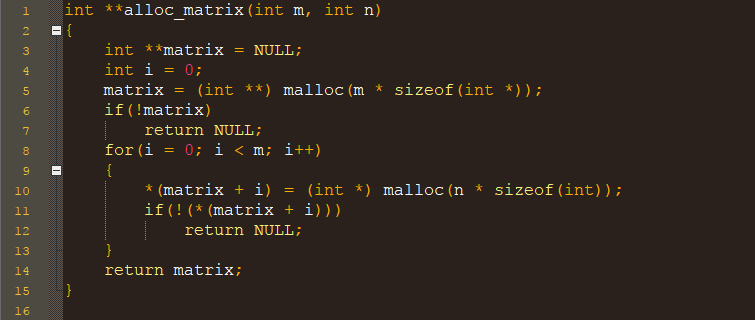 1 int **alloc_matrix(int m, int n)
2 {
3     int **matrix = NULL;
4     int i = 0;
5     matrix = (int **) malloc(m * sizeof(int *));
6     if(!matrix)
7         return NULL;
8     for(i = 0; i < m; i++)
9     {
10         *(matrix + i) = (int *) malloc(n * sizeof(int));
11         if(!(*(matrix + i)))
12             return NULL;
13     }
14     return matrix;
15 }
16